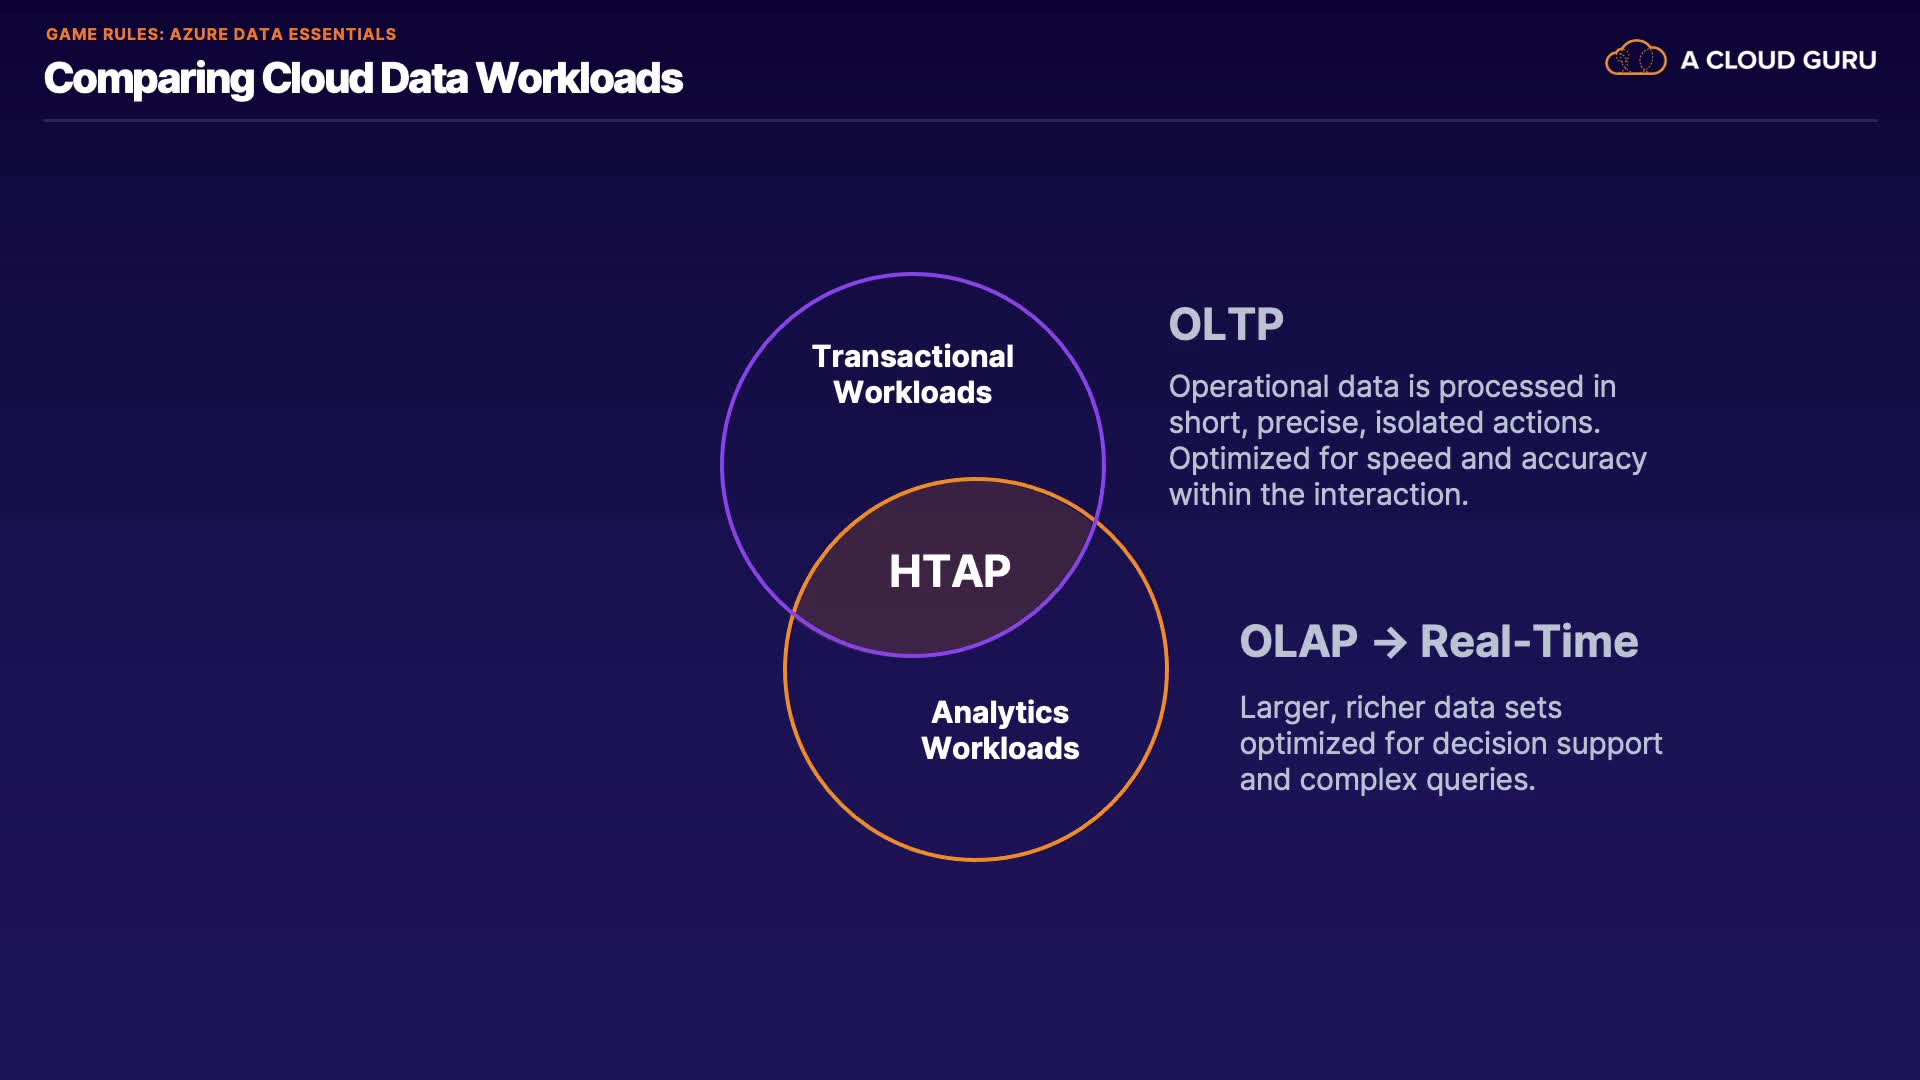 GAME RULES: AZURE DATA ESSENTIALS
Comparing Cloud Data Workloads
A CLOUD GURU
Transactional
Workloads
OLTP
Operational data is processed in
short, precise, isolated actions.
Optimized for speed and accuracy
within the interaction.
HTAP
Analytics
Workloads
OLAP → Real-Time
Larger, richer data sets
optimized for decision support
and complex queries.